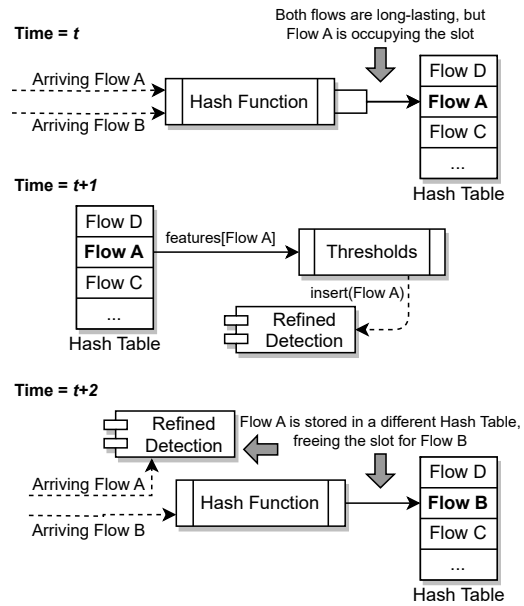 Both flows are long-lasting, but
Flow A is occupying the slot
Time = t
Arriving Flow A
Arriving Flow B
Hash Function
Flow D
Flow A
Flow C
...
Hash Table
Time = t+1
Flow D
Flow A
Flow C
...
Hash Table
features[Flow A]
Thresholds
insert(Flow A)
Refined
Detection
Time = t+2
Refined
Detection
Flow A is stored in a different Hash Table,
freeing the slot for Flow B
Arriving Flow A
Arriving Flow B
Hash Function
Flow D
Flow B
Flow C
...
Hash Table